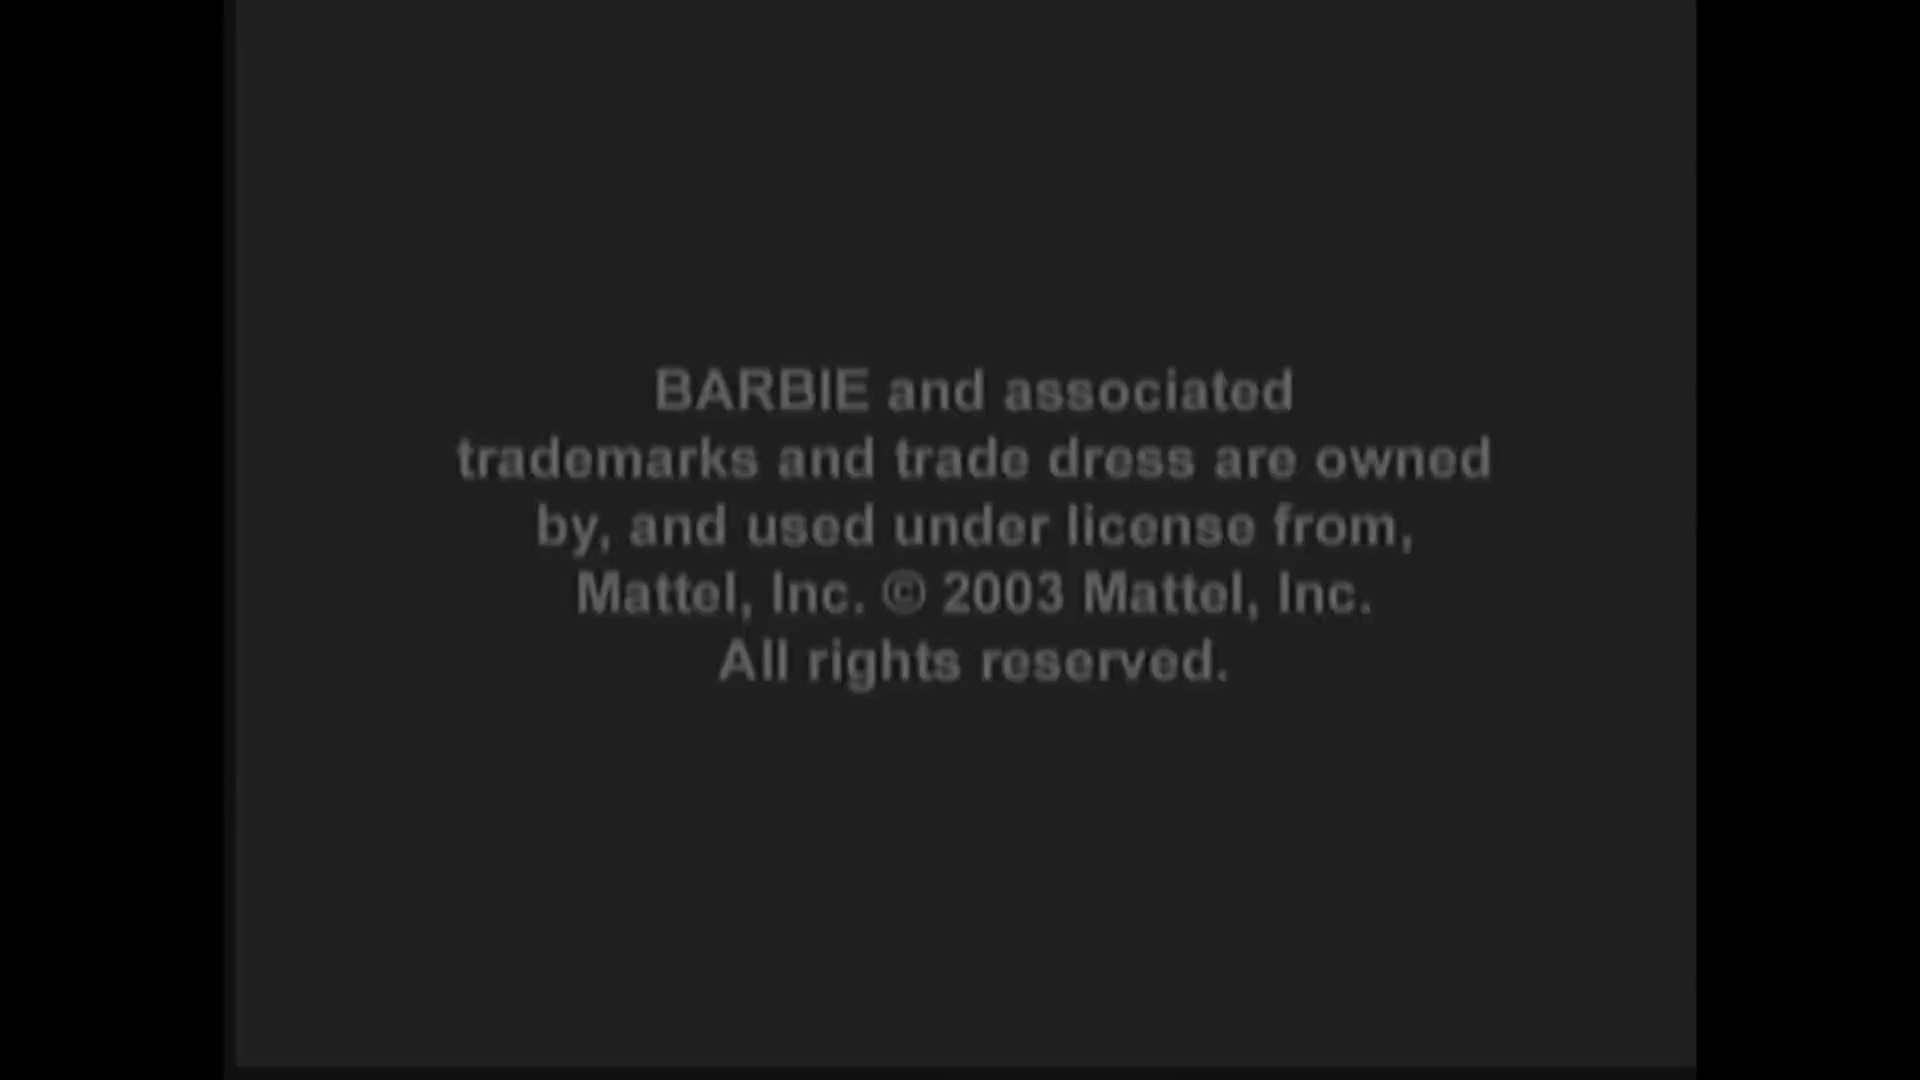 BARBIE and associated
trademarks and trade dress are owned
by, and used under license from,
Mattel, Inc. © 2003 Mattel, Inc.
All rights reserved.